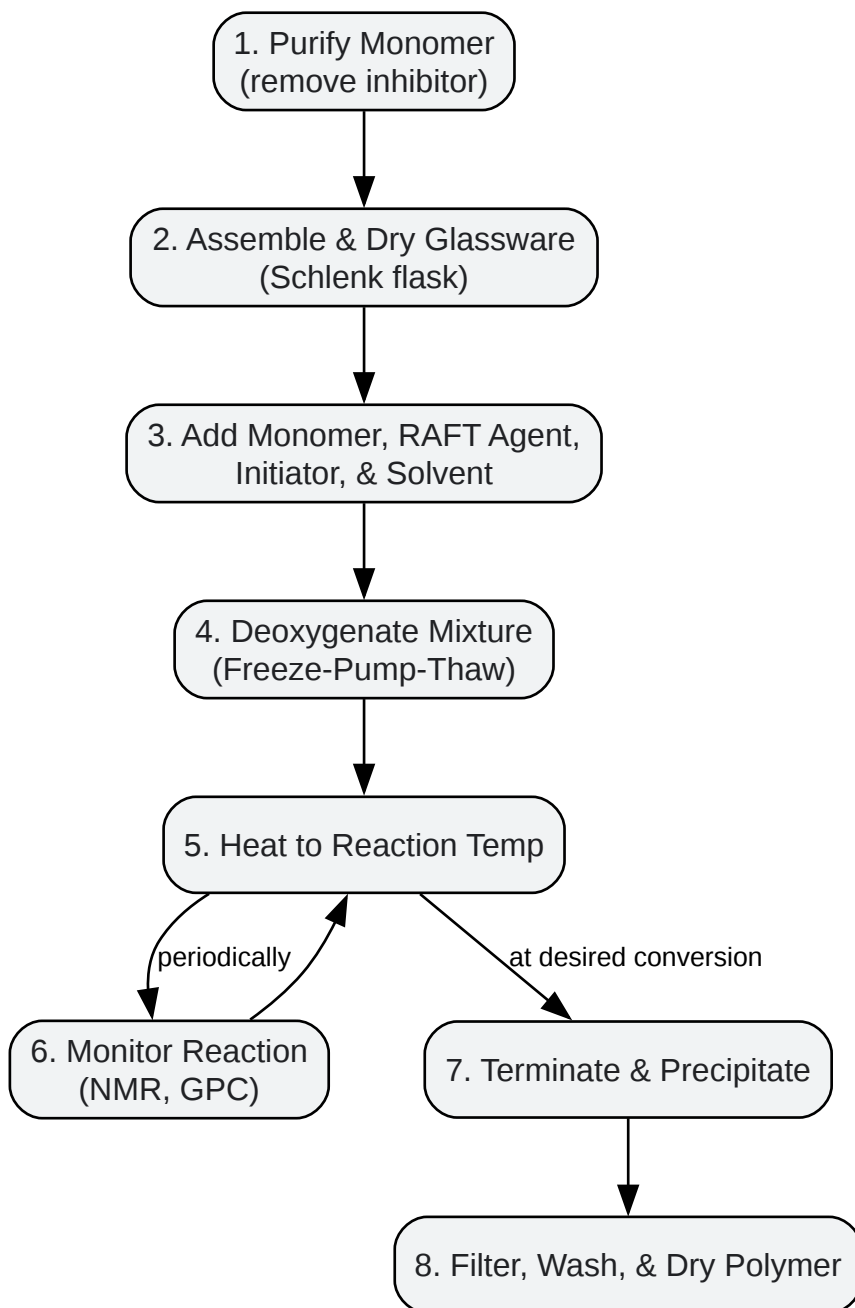 1. Purify Monomer
(remove inhibitor)
2. Assemble & Dry Glassware
(Schlenk flask)
3. Add Monomer, RAFT Agent,
Initiator, & Solvent
4. Deoxygenate Mixture
(Freeze-Pump-Thaw)
5. Heat to Reaction Temp
periodically
at desired conversion
6. Monitor Reaction
(NMR, GPC)
7. Terminate & Precipitate
8. Filter, Wash, & Dry Polymer